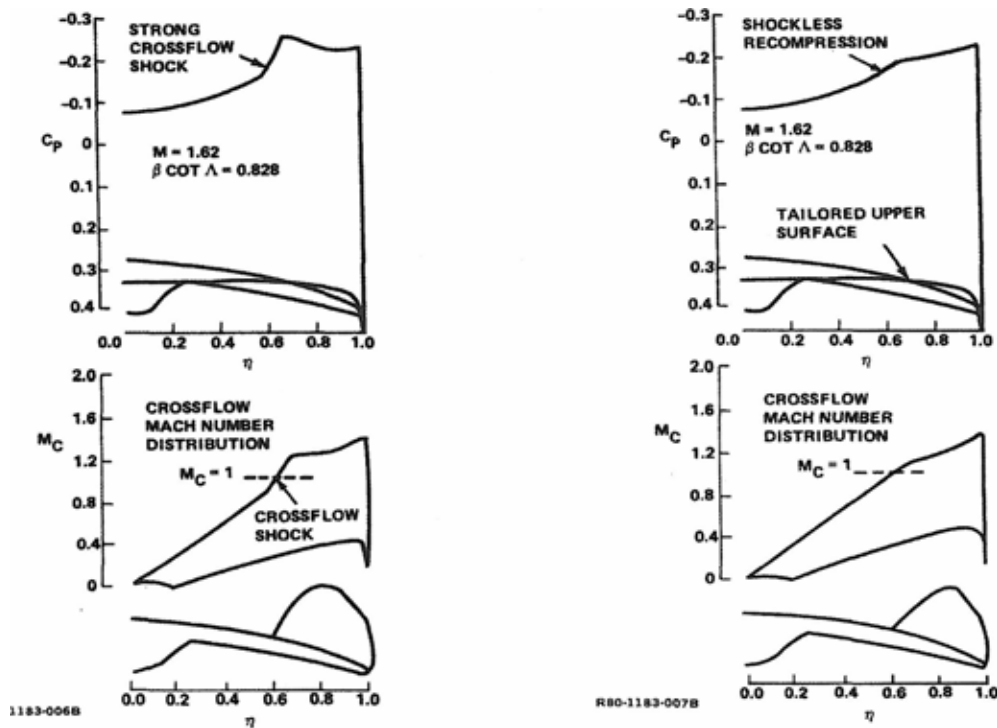 -0.3
-0.2
-0.1
0
0.1
0.2
0.3
0.4
C_P
STRONG
CROSSFLOW
SHOCK
M = 1.62
β COT Λ = 0.828
0.0 0.2 0.4 0.6 0.8 1.0
η
2.0
1.6
1.2
0.8
0.4
0
M_C
CROSSFLOW
MACH NUMBER
DISTRIBUTION
M_C = 1
CROSSFLOW
SHOCK
0.0 0.2 0.4 0.6 0.8 1.0
η
1183-006B
-0.3
-0.2
-0.1
0
0.1
0.2
0.3
0.4
C_P
SHOCKLESS
RECOMPRESSION
M = 1.62
β COT Λ = 0.828
TAILORED UPPER
SURFACE
0.0 0.2 0.4 0.6 0.8 1.0
η
2.0
1.6
1.2
0.8
0.4
0
M_C
CROSSFLOW
MACH NUMBER
DISTRIBUTION
M_C = 1
0.0 0.2 0.4 0.6 0.8 1.0
η
R80-1183-007B